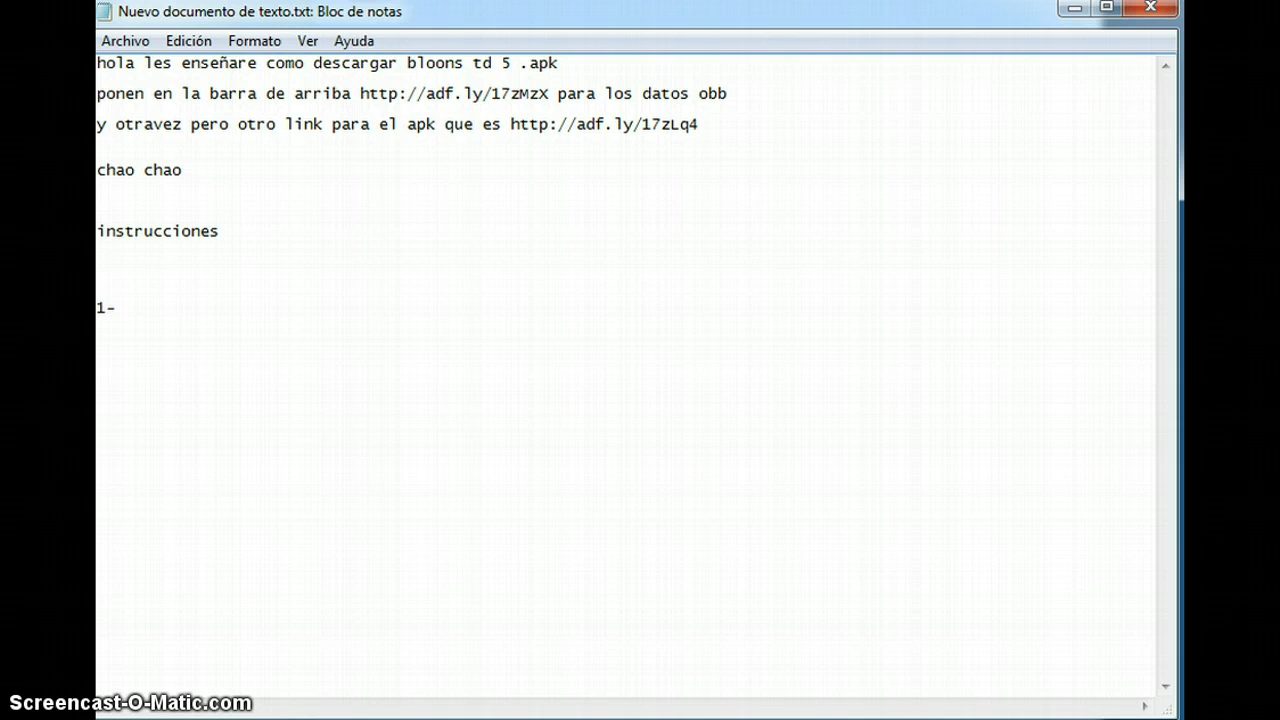 Nuevo documento de texto.txt: Bloc de notas
Archivo Edición Formato Ver Ayuda
hola les enseñare como descargar bloons td 5 .apk
ponen en la barra de arriba http://adf.ly/17zMzX para los datos obb
y otravez pero otro link para el apk que es http://adf.ly/17zLq4
chao chao
instrucciones
1-
Screencast-O-Matic.com